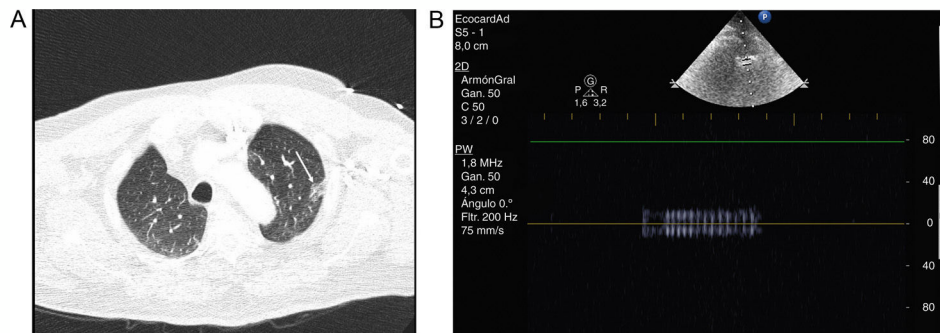 A
B
EcocardAd
S5 - 1
8,0 cm
2D
ArmónGral
Gan. 50
C 50
3 / 2 / 0
PW
1,8 MHz
Gan. 50
4,3 cm
Ángulo 0.º
Fltr. 200 Hz
75 mm/s
P
G
P R
1,6 3,2
80
40
0
40
80